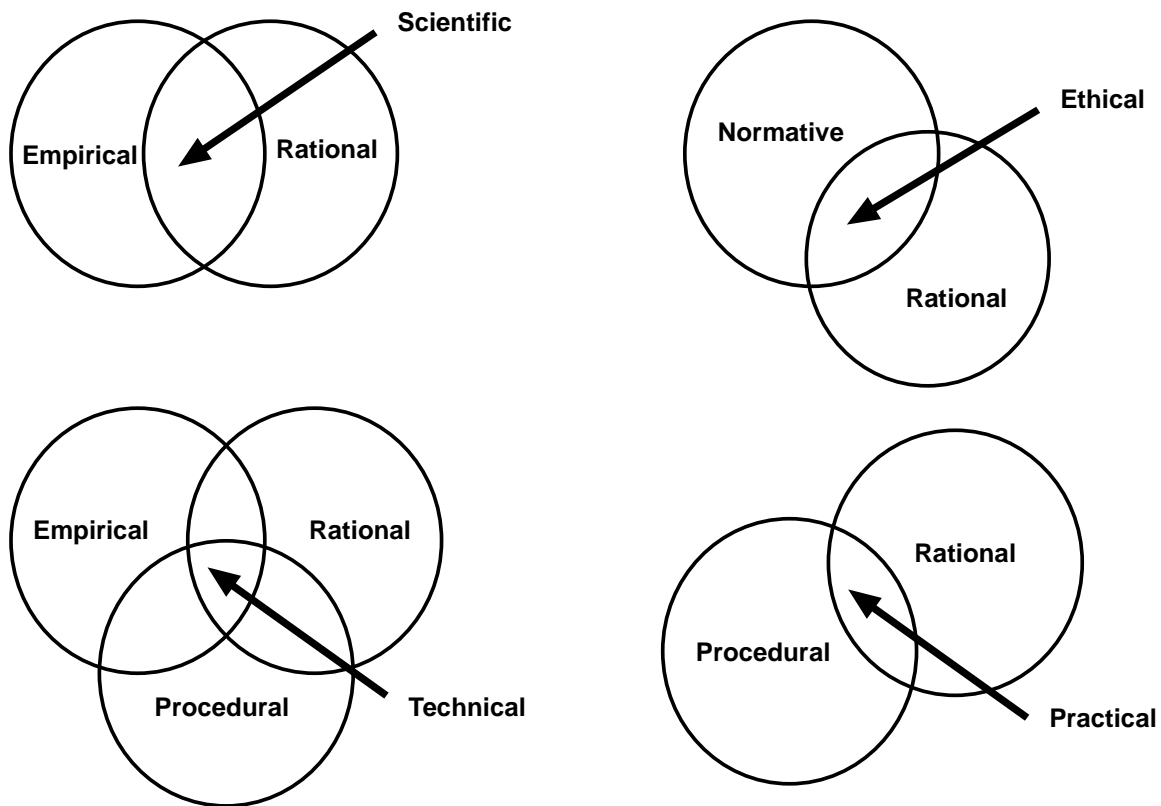 Scientific
Empirical
Rational
Normative
Ethical
Rational
Empirical
Rational
Procedural
Technical
Rational
Procedural
Practical